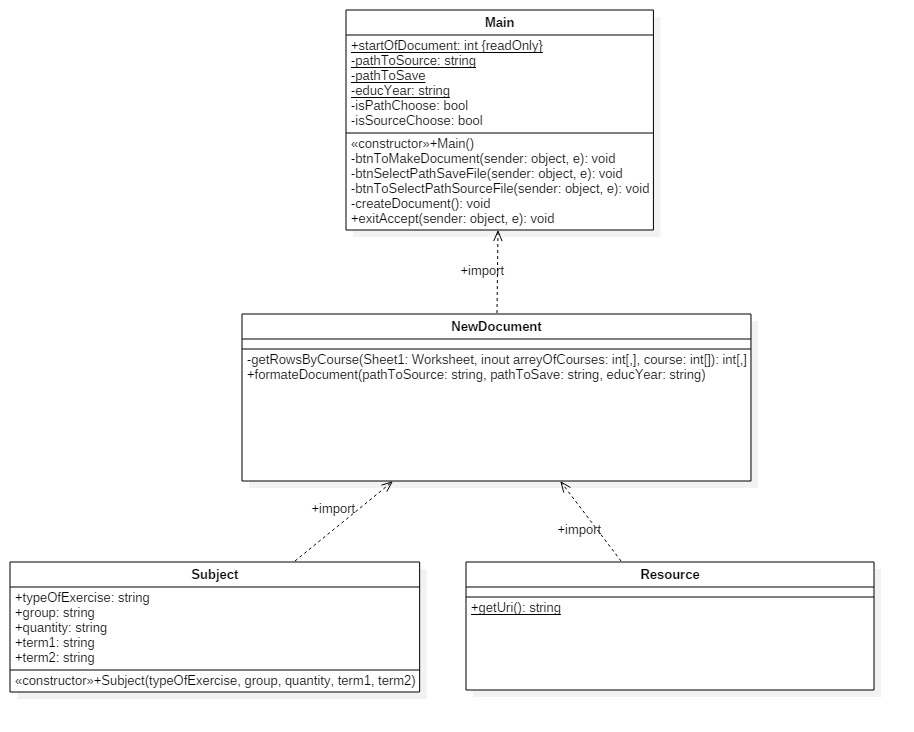 Main
+startOfDocument: int {readOnly}
-pathToSource: string
-pathToSave
-educYear: string
-isPathChoose: bool
-isSourceChoose: bool
«constructor»+Main()
-btnToMakeDocument(sender: object, e): void
-btnSelectPathSaveFile(sender: object, e): void
-btnToSelectPathSourceFile(sender: object, e): void
-createDocument(): void
+exitAccept(sender: object, e): void
+import
NewDocument
-getRowsByCourse(Sheet1: Worksheet, inout arreyOfCourses: int[,], course: int[]): int[,]
+formateDocument(pathToSource: string, pathToSave: string, educYear: string)
+import
+import
Subject
+typeOfExercise: string
+group: string
+quantity: string
+term1: string
+term2: string
«constructor»+Subject(typeOfExercise, group, quantity, term1, term2)
Resource
+getUri(): string